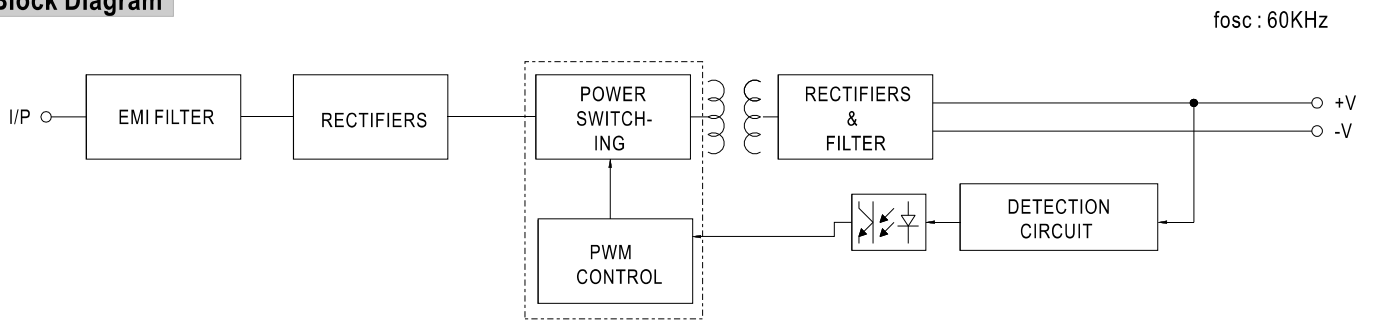 Block Diagram
fosc : 60KHz
I/P
EMI FILTER
RECTIFIERS
POWER
SWITCH-
ING
RECTIFIERS
&
FILTER
+V
-V
PWM
CONTROL
DETECTION
CIRCUIT